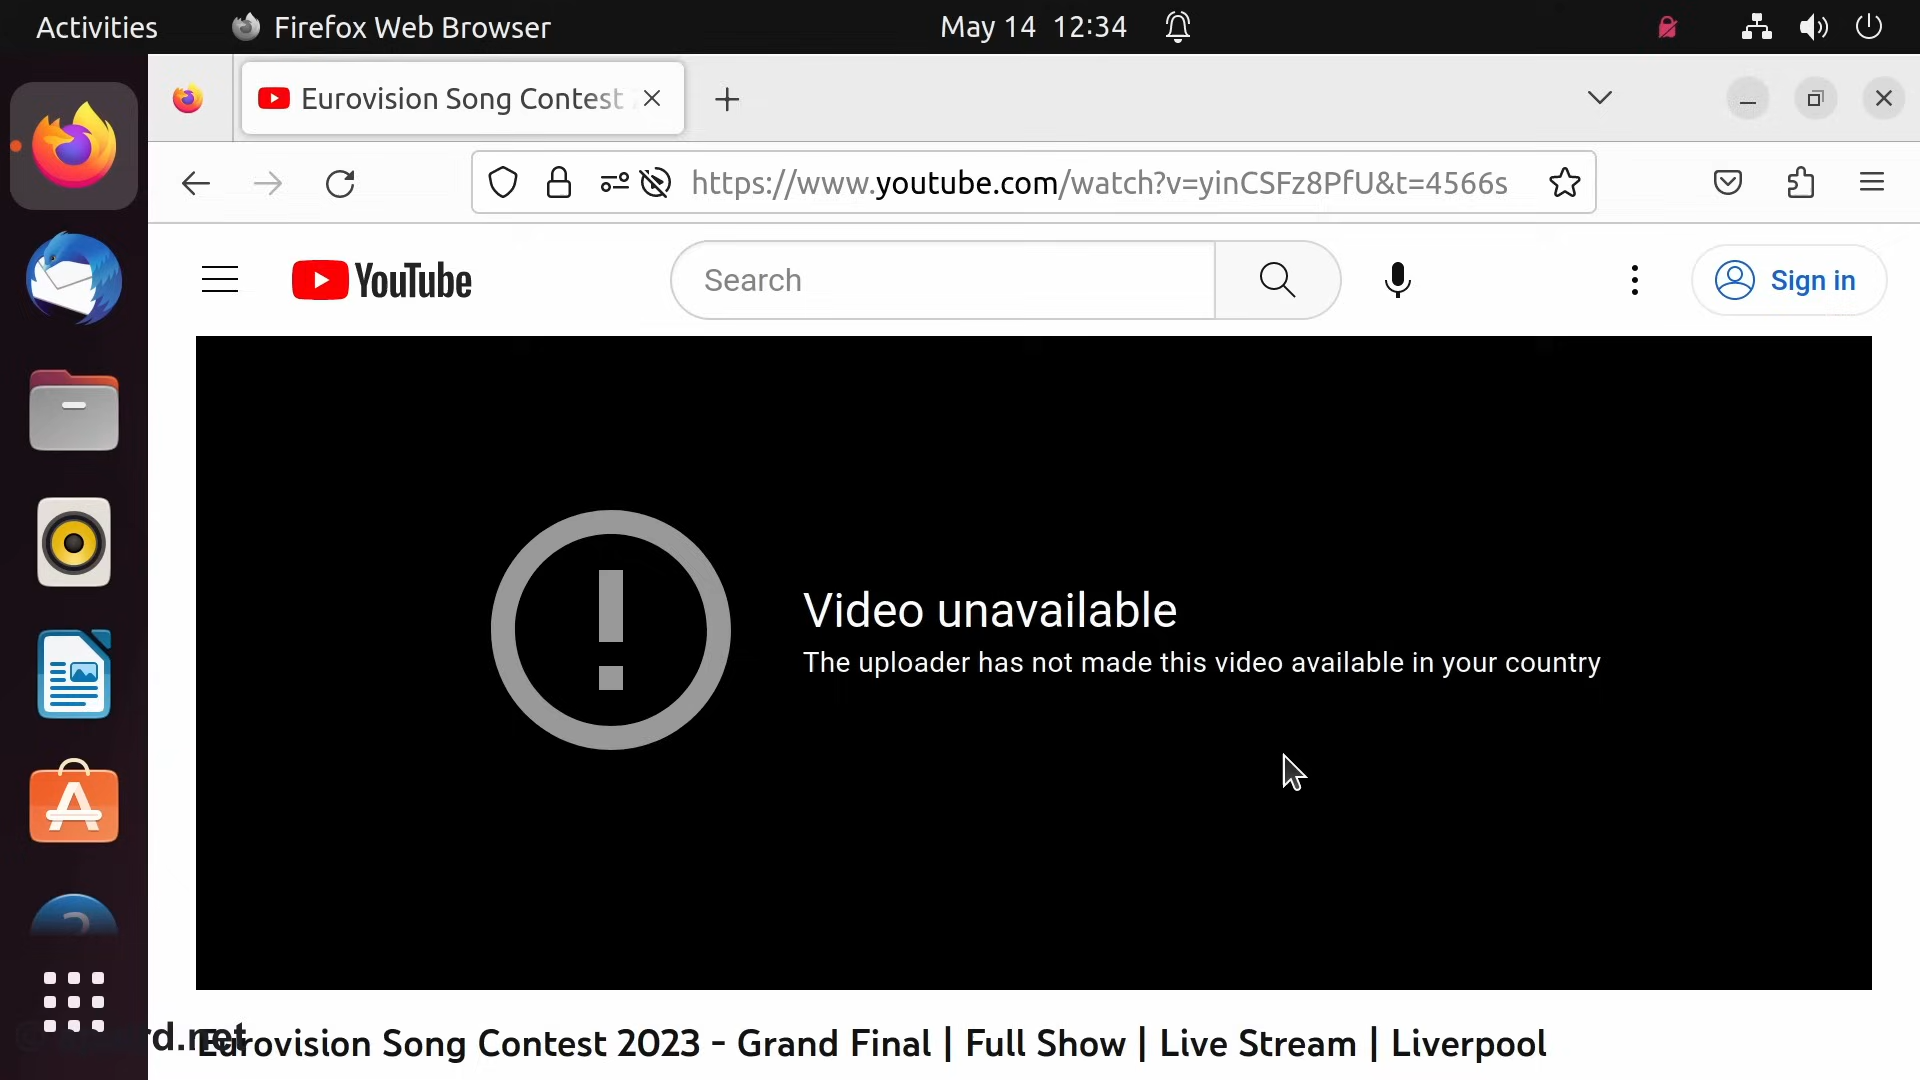 Activities
Firefox Web Browser
May 14 12:34
Eurovision Song Contest
https://www.youtube.com/watch?v=yinCSFz8PfU&t=4566s
YouTube
Search
Sign in
Video unavailable
The uploader has not made this video available in your country
Eurovision Song Contest 2023 - Grand Final | Full Show | Live Stream | Liverpool